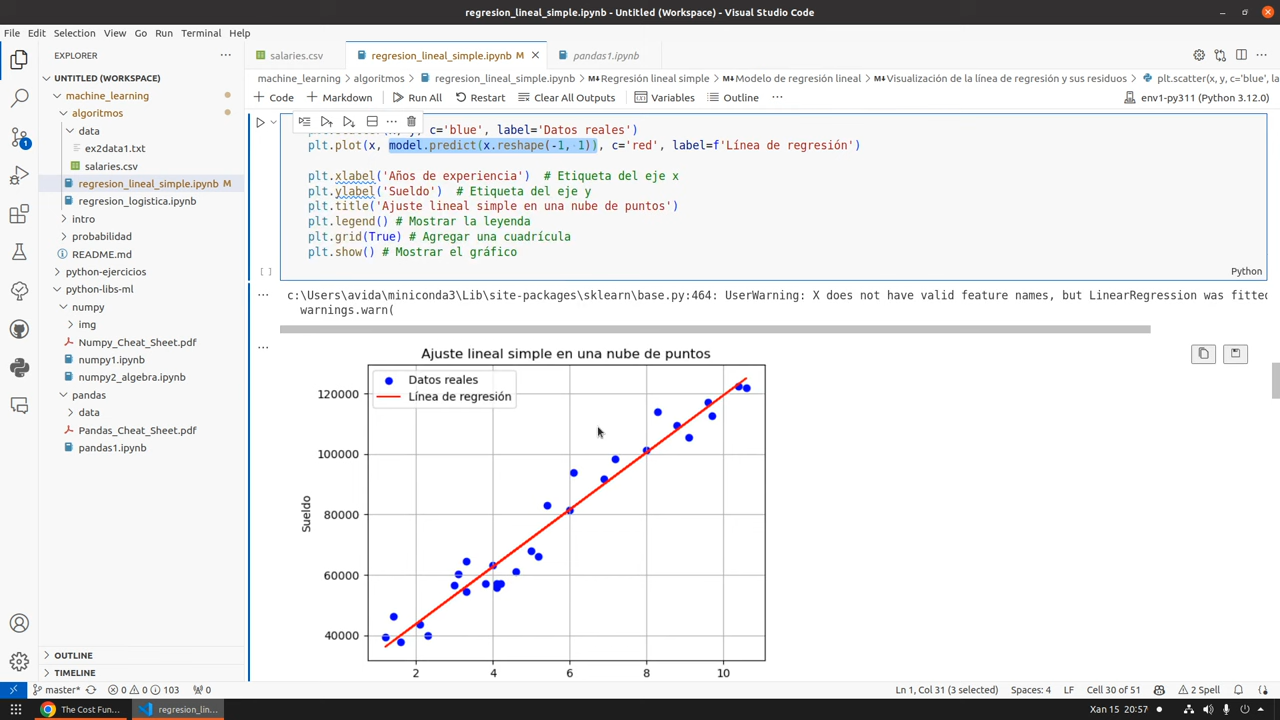 regresion_lineal_simple.ipynb - Untitled (Workspace) - Visual Studio Code
File Edit Selection View Go Run Terminal Help
EXPLORER
salaries.csv
regresion_lineal_simple.ipynb M
pandas1.ipynb
UNTITLED (WORKSPACE)
machine_learning
algoritmos
data
ex2data1.txt
salaries.csv
regresion_lineal_simple.ipynb M
regresion_logistica.ipynb
intro
probabilidad
README.md
python-ejercicios
python-libs-ml
numpy
img
Numpy_Cheat_Sheet.pdf
numpy1.ipynb
numpy2_algebra.ipynb
pandas
data
Pandas_Cheat_Sheet.pdf
pandas1.ipynb
OUTLINE
TIMELINE
machine_learning > algoritmos > regresion_lineal_simple.ipynb > Regresión lineal simple > Modelo de regresión lineal > Visualización de la línea de regresión y sus residuos > plt.scatter(x, y, c='blue', la
+ Code + Markdown Run All Restart Clear All Outputs Variables Outline ... env1-py311 (Python 3.12.0)
c='blue', label='Datos reales')
plt.plot(x, model.predict(x.reshape(-1, 1)), c='red', label=f'Línea de regresión')
plt.xlabel('Años de experiencia') # Etiqueta del eje x
plt.ylabel('Sueldo') # Etiqueta del eje y
plt.title('Ajuste lineal simple en una nube de puntos')
plt.legend() # Mostrar la leyenda
plt.grid(True) # Agregar una cuadrícula
plt.show() # Mostrar el gráfico
[ ]
Python
c:\Users\avida\miniconda3\Lib\site-packages\sklearn\base.py:464: UserWarning: X does not have valid feature names, but LinearRegression was fitte
warnings.warn(
Ajuste lineal simple en una nube de puntos
Datos reales
Línea de regresión
120000
100000
80000
60000
40000
Sueldo
2 4 6 8 10
1
master* 0 0 103 0
Ln 1, Col 31 (3 selected) Spaces: 4 LF Cell 30 of 51 2 Spell
The Cost Fun...
regresion_lin...
Xan 15 20:57